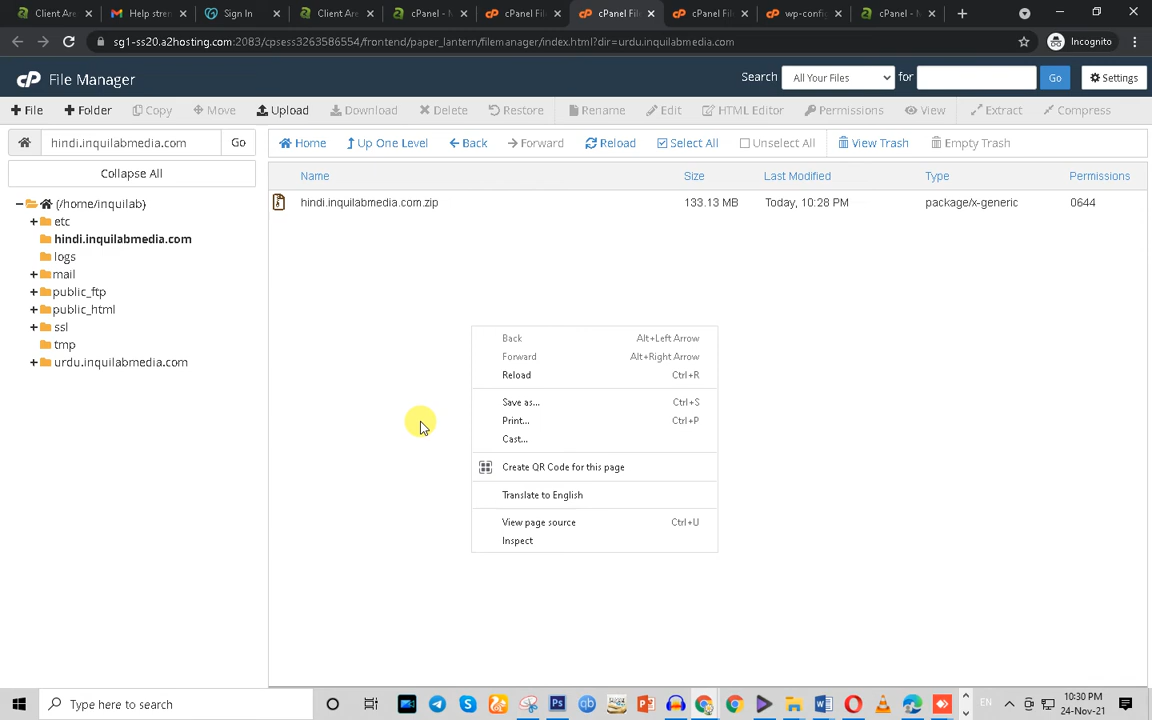 Client Are
Help stren
Sign In
Client Are
cPanel - M
cPanel Fil
cPanel Fil
cPanel Fil
wp-config
cPanel - M
sg1-ss20.a2hosting.com:2083/cpsess3263586554/frontend/paper_lantern/filemanager/index.html?dir=urdu.inquilabmedia.com
Incognito
cP File Manager
Search All Your Files for Go Settings
+ File + Folder Copy Move Upload Download Delete Restore Rename Edit HTML Editor Permissions View Extract Compress
hindi.inquilabmedia.com Go
Home Up One Level Back Forward Reload Select All Unselect All View Trash Empty Trash
Collapse All
Name Size Last Modified Type Permissions
hindi.inquilabmedia.com.zip 133.13 MB Today, 10:28 PM package/x-generic 0644
(/home/inquilab)
etc
hindi.inquilabmedia.com
logs
mail
public_ftp
public_html
ssl
tmp
urdu.inquilabmedia.com
Back Alt+Left Arrow
Forward Alt+Right Arrow
Reload Ctrl+R
Save as... Ctrl+S
Print... Ctrl+P
Cast...
Create QR Code for this page
Translate to English
View page source Ctrl+U
Inspect
Type here to search
EN
10:30 PM
24-Nov-21